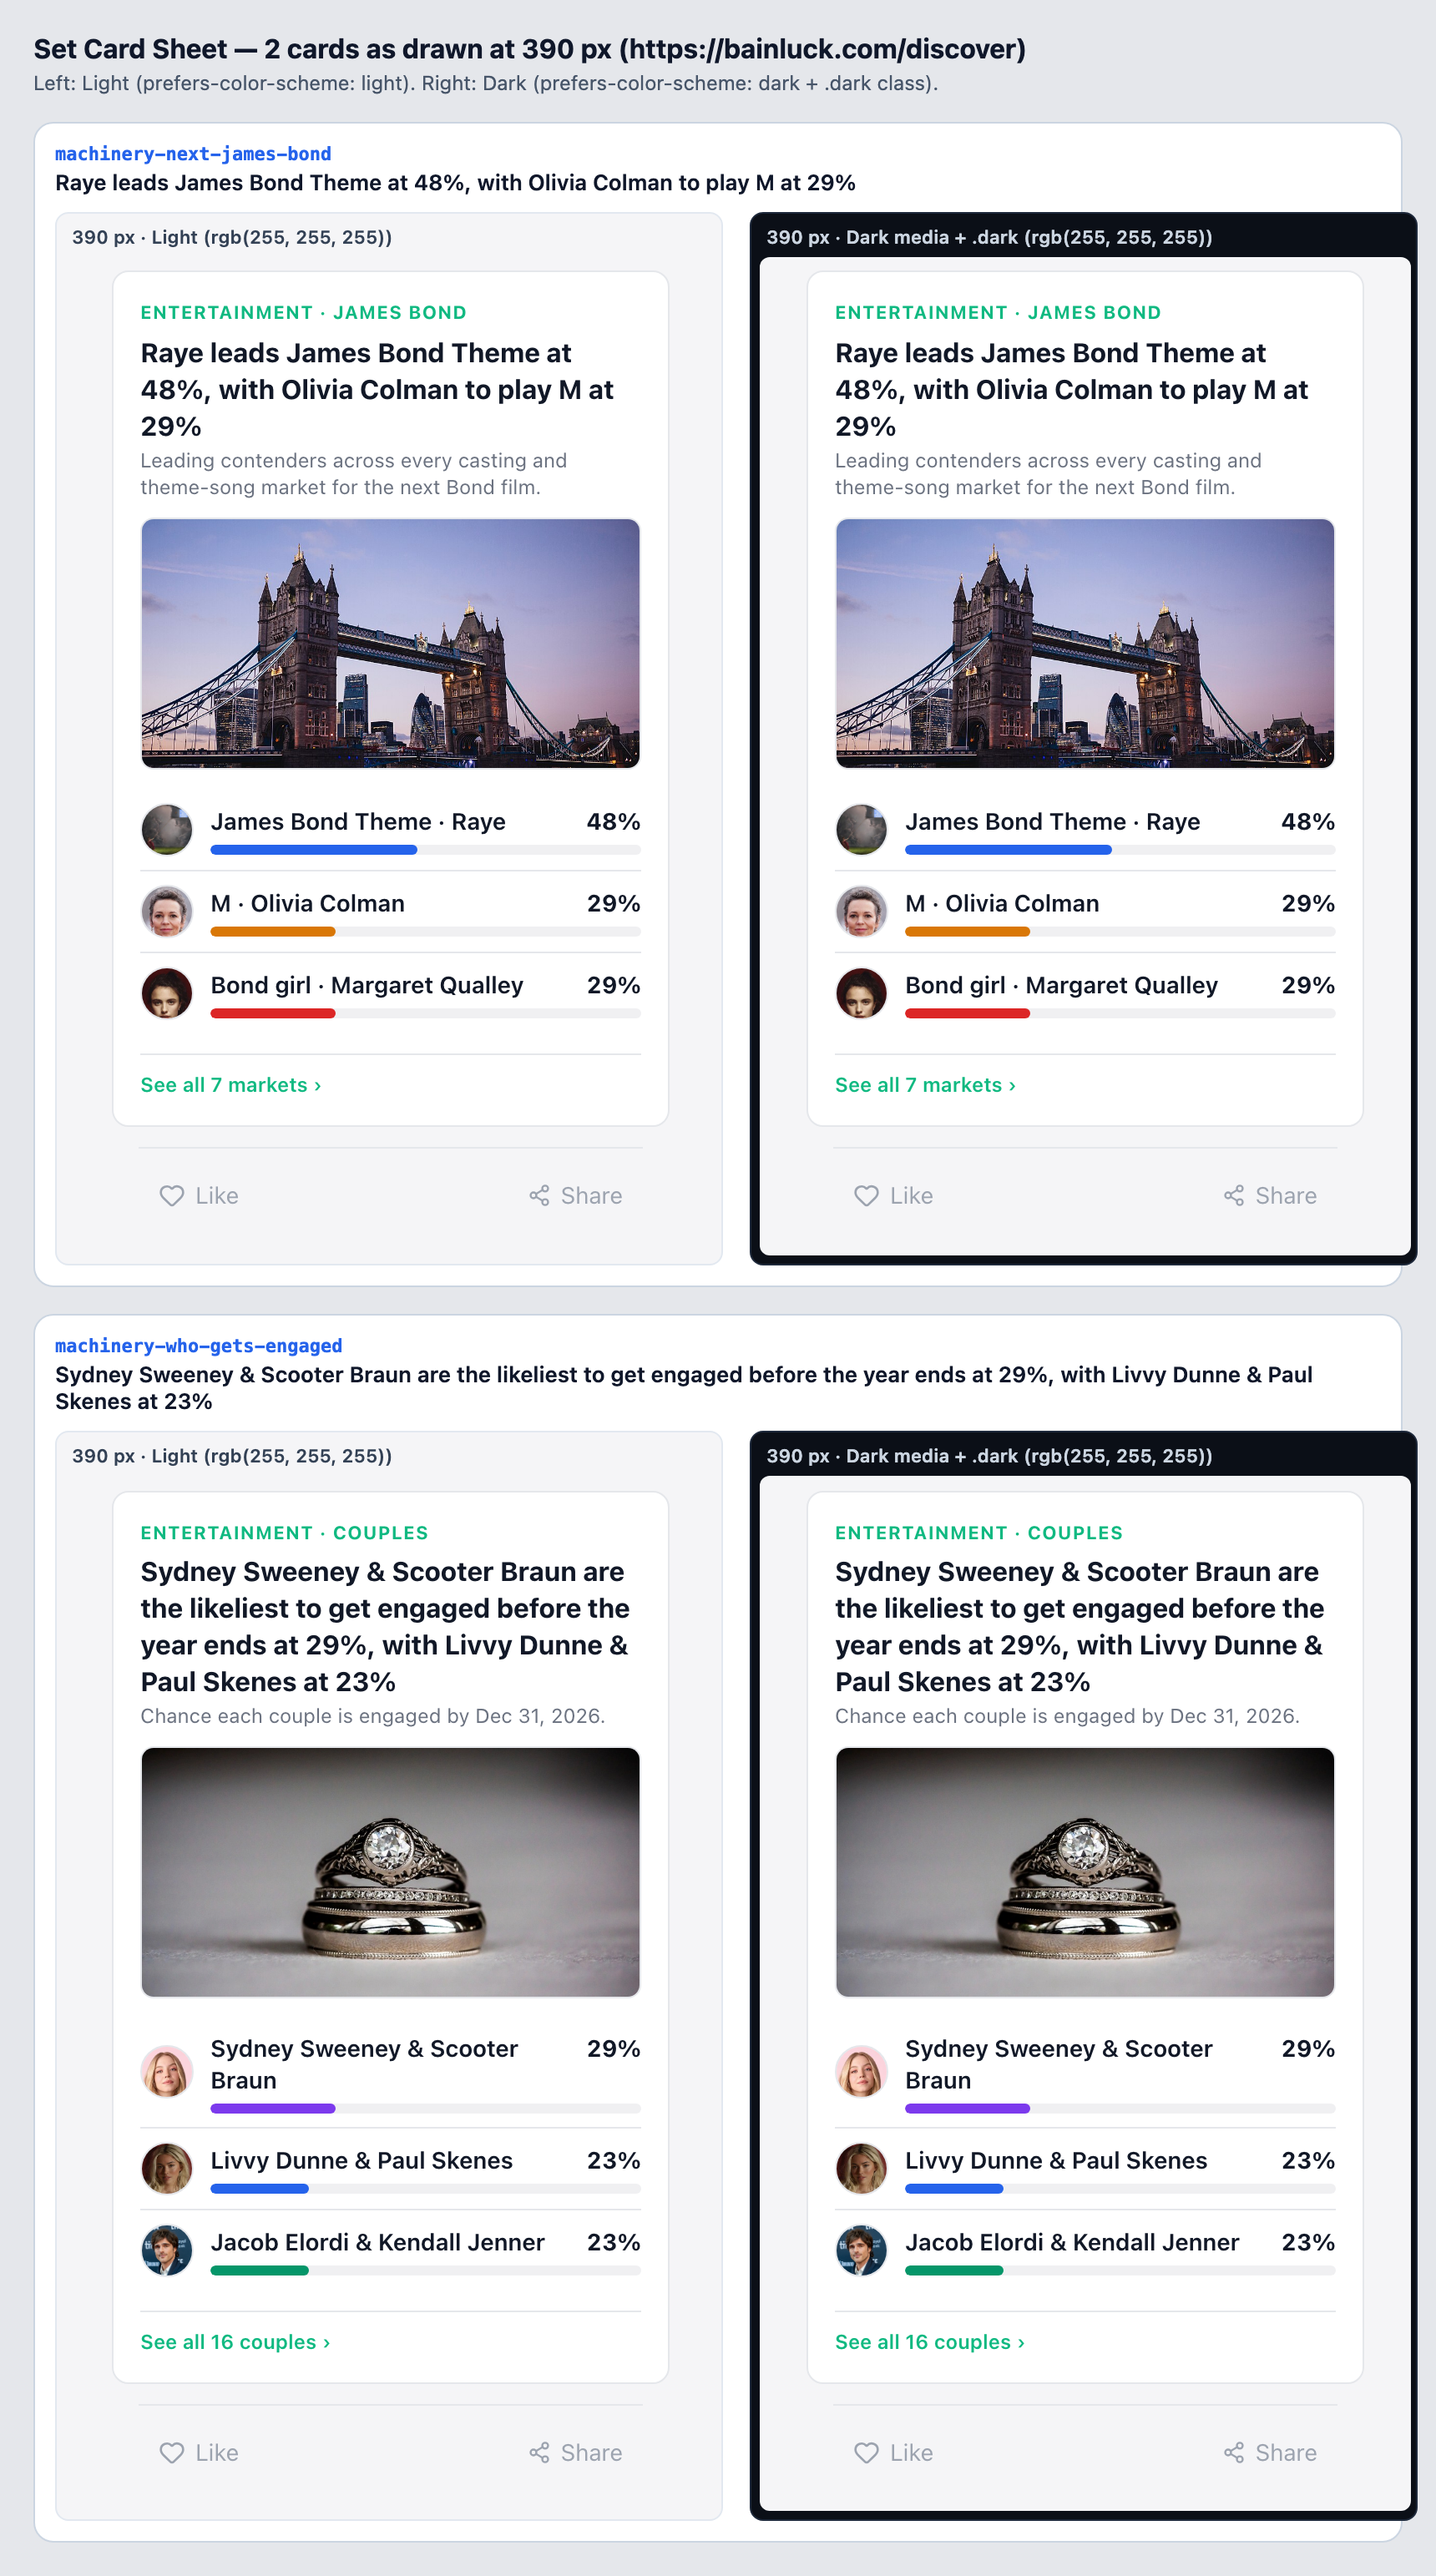 Set Card Sheet — 2 cards as drawn at 390 px (https://bainluck.com/discover)
Left: Light (prefers-color-scheme: light). Right: Dark (prefers-color-scheme: dark + .dark class).
machinery-next-james-bond
Raye leads James Bond Theme at 48%, with Olivia Colman to play M at 29%
390 px · Light (rgb(255, 255, 255))
ENTERTAINMENT · JAMES BOND
Raye leads James Bond Theme at
48%, with Olivia Colman to play M at
29%
Leading contenders across every casting and
theme-song market for the next Bond film.
James Bond Theme · Raye 48%
M · Olivia Colman 29%
Bond girl · Margaret Qualley 29%
See all 7 markets ›
Like Share
390 px · Dark media + .dark (rgb(255, 255, 255))
ENTERTAINMENT · JAMES BOND
Raye leads James Bond Theme at
48%, with Olivia Colman to play M at
29%
Leading contenders across every casting and
theme-song market for the next Bond film.
James Bond Theme · Raye 48%
M · Olivia Colman 29%
Bond girl · Margaret Qualley 29%
See all 7 markets ›
Like Share
machinery-who-gets-engaged
Sydney Sweeney & Scooter Braun are the likeliest to get engaged before the year ends at 29%, with Livvy Dunne & Paul
Skenes at 23%
390 px · Light (rgb(255, 255, 255))
ENTERTAINMENT · COUPLES
Sydney Sweeney & Scooter Braun are
the likeliest to get engaged before the
year ends at 29%, with Livvy Dunne &
Paul Skenes at 23%
Chance each couple is engaged by Dec 31, 2026.
Sydney Sweeney & Scooter 29%
Braun
Livvy Dunne & Paul Skenes 23%
Jacob Elordi & Kendall Jenner 23%
See all 16 couples ›
Like Share
390 px · Dark media + .dark (rgb(255, 255, 255))
ENTERTAINMENT · COUPLES
Sydney Sweeney & Scooter Braun are
the likeliest to get engaged before the
year ends at 29%, with Livvy Dunne &
Paul Skenes at 23%
Chance each couple is engaged by Dec 31, 2026.
Sydney Sweeney & Scooter 29%
Braun
Livvy Dunne & Paul Skenes 23%
Jacob Elordi & Kendall Jenner 23%
See all 16 couples ›
Like Share